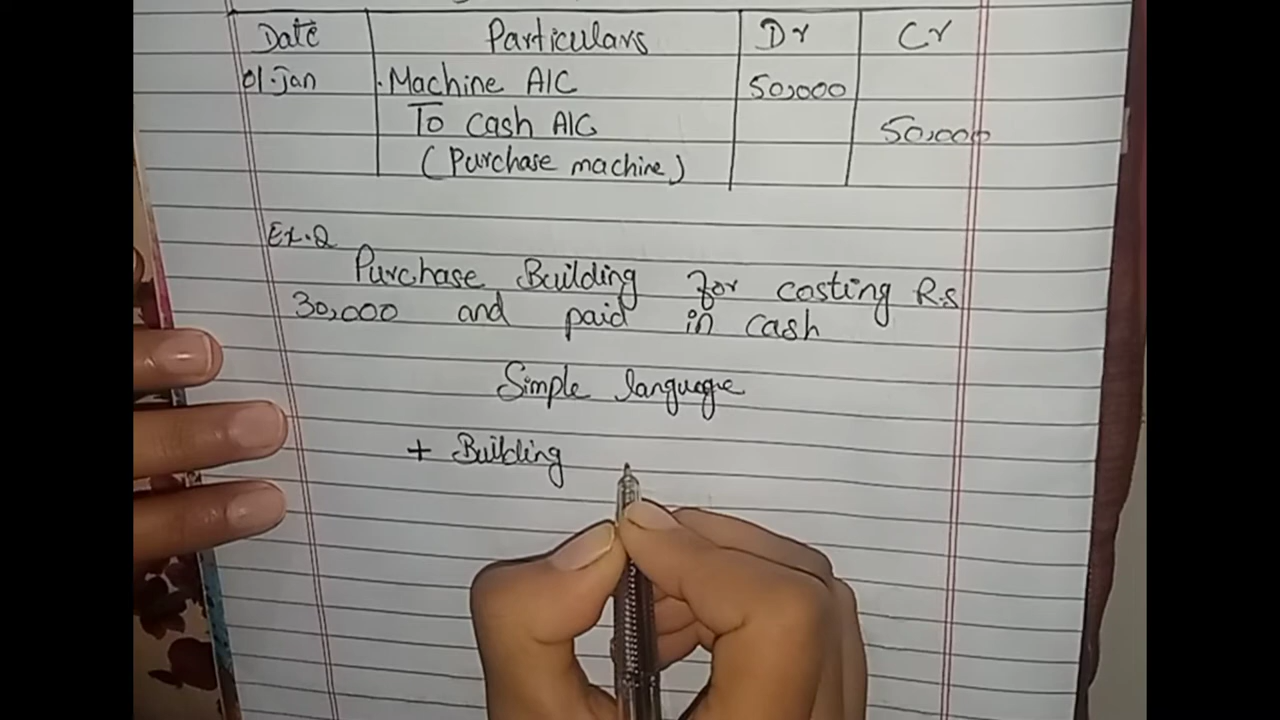 Date Particulars Dr Cr
01.Jan Machine A/C 50,000
To Cash A/C 50,000
(Purchase machine)
Ex.2
Purchase Building for costing R.s
30,000 and paid in cash
Simple language
+ Building